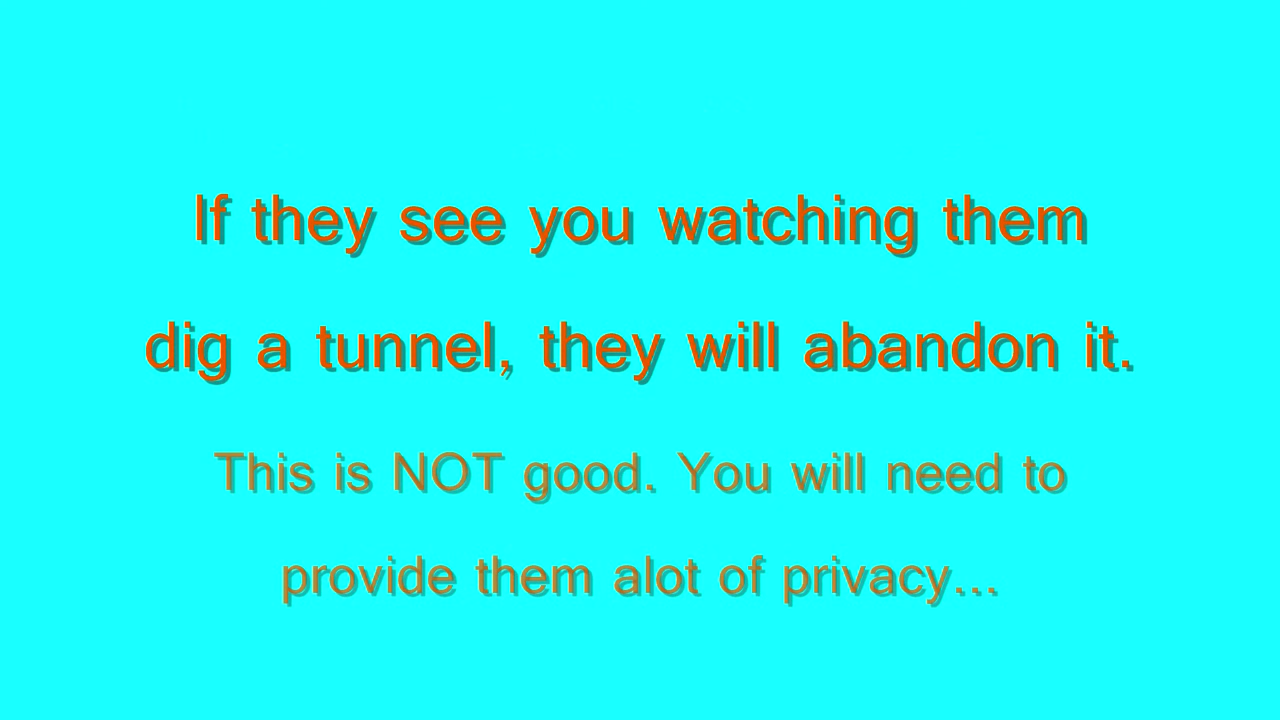 If they see you watching them
dig a tunnel, they will abandon it.
This is NOT good. You will need to
provide them alot of privacy...